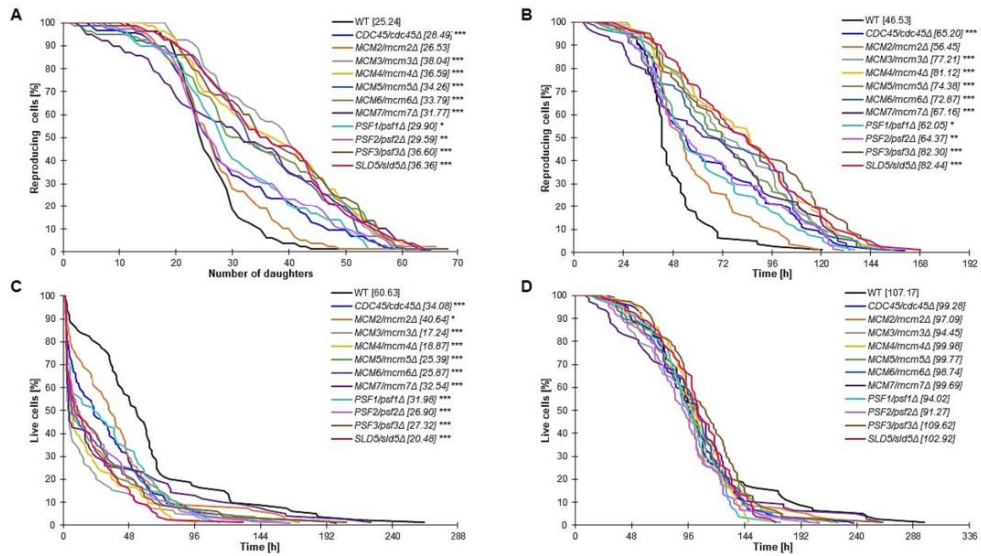 A
Reproducing cells [%]
100
90
80
70
60
50
40
30
20
10
0
0 10 20 30 40 50 60 70
Number of daughters
WT [25.24]
CDC45/cdc45Δ [28.49] ***
MCM2/mcm2Δ [26.53]
MCM3/mcm3Δ [38.04] ***
MCM4/mcm4Δ [36.59] ***
MCM5/mcm5Δ [34.26] ***
MCM6/mcm6Δ [33.79] ***
MCM7/mcm7Δ [31.77] ***
PSF1/psf1Δ [29.90] *
PSF2/psf2Δ [29.39] **
PSF3/psf3Δ [36.60] ***
SLD5/sld5Δ [36.36] ***
B
Reproducing cells [%]
100
90
80
70
60
50
40
30
20
10
0
0 24 48 72 96 120 144 168 192
Time [h]
WT [46.53]
CDC45/cdc45Δ [65.20] ***
MCM2/mcm2Δ [56.45]
MCM3/mcm3Δ [77.21] ***
MCM4/mcm4Δ [81.12] ***
MCM5/mcm5Δ [74.38] ***
MCM6/mcm6Δ [72.87] ***
MCM7/mcm7Δ [67.16] ***
PSF1/psf1Δ [62.05] *
PSF2/psf2Δ [64.37] **
PSF3/psf3Δ [82.30] ***
SLD5/sld5Δ [82.44] ***
C
Live cells [%]
100
90
80
70
60
50
40
30
20
10
0
0 48 96 144 192 240 288
Time [h]
WT [60.63]
CDC45/cdc45Δ [34.08] ***
MCM2/mcm2Δ [40.64] *
MCM3/mcm3Δ [17.24] ***
MCM4/mcm4Δ [18.87] ***
MCM5/mcm5Δ [25.39] ***
MCM6/mcm6Δ [25.87] ***
MCM7/mcm7Δ [32.54] ***
PSF1/psf1Δ [31.98] ***
PSF2/psf2Δ [26.90] ***
PSF3/psf3Δ [27.32] ***
SLD5/sld5Δ [20.48] ***
D
Live cells [%]
100
90
80
70
60
50
40
30
20
10
0
0 48 96 144 192 240 288 336
Time [h]
WT [107.17]
CDC45/cdc45Δ [99.28]
MCM2/mcm2Δ [97.09]
MCM3/mcm3Δ [94.45]
MCM4/mcm4Δ [99.98]
MCM5/mcm5Δ [99.77]
MCM6/mcm6Δ [98.74]
MCM7/mcm7Δ [99.69]
PSF1/psf1Δ [94.02]
PSF2/psf2Δ [91.27]
PSF3/psf3Δ [109.62]
SLD5/sld5Δ [102.92]